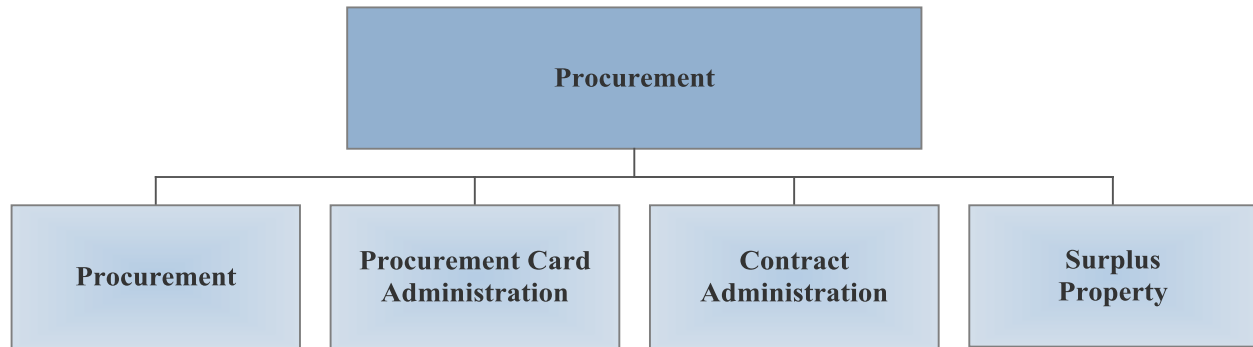 Procurement
Procurement
Procurement Card
Administration
Contract
Administration
Surplus
Property